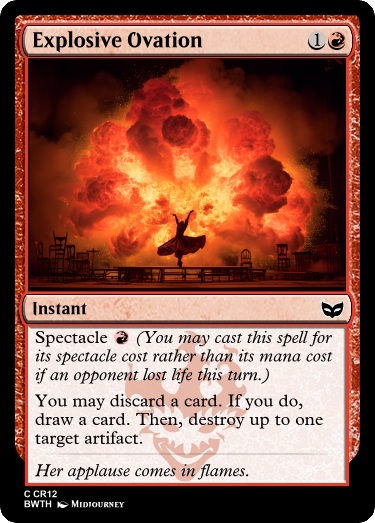 Explosive Ovation 1
Instant
Spectacle (You may cast this spell for
its spectacle cost rather than its mana cost
if an opponent lost life this turn.)
You may discard a card. If you do,
draw a card. Then, destroy up to one
target artifact.
Her applause comes in flames.
C CR12
BWTH Midjourney